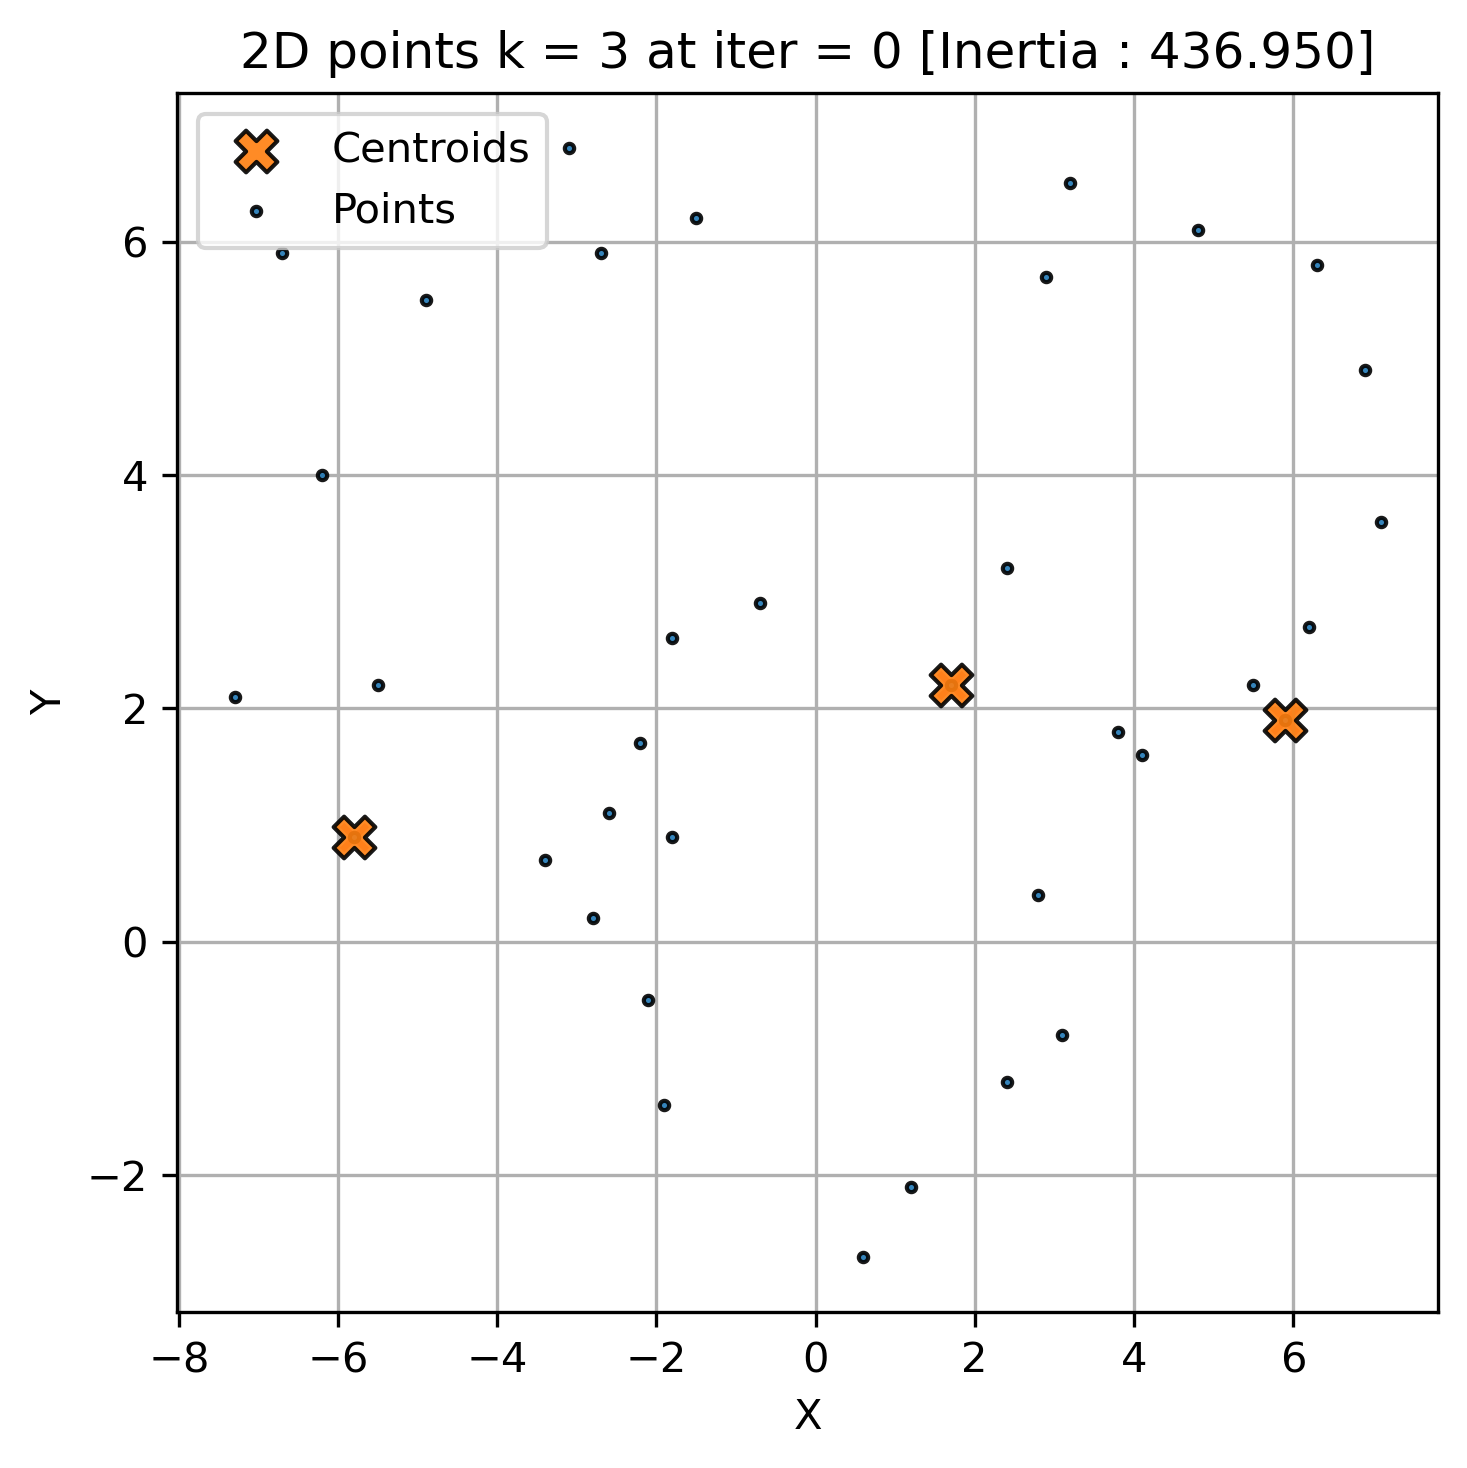 2D points k = 3 at iter = 0 [Inertia : 436.950]
Centroids
Points
6
4
2
0
−2
Y
−8 −6 −4 −2 0 2 4 6
X